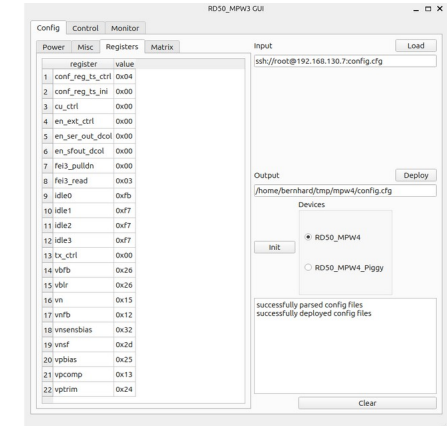 RD50_MPW3 GUI
Config Control Monitor
Power Misc Registers Matrix
register value
1 conf_reg_ts_ctrl 0x04
2 conf_reg_ts_ini 0x00
3 cu_ctrl 0x00
4 en_ext_ctrl 0x00
5 en_ser_out_dcol 0x00
6 en_sfout_dcol 0x00
7 fei3_pulldn 0x00
8 fei3_read 0x03
9 idle0 0xfb
10 idle1 0xf7
11 idle2 0xf7
12 idle3 0xf7
13 tx_ctrl 0x00
14 vbfb 0x26
15 vblr 0x26
16 vn 0x15
17 vnfb 0x12
18 vnsensbias 0x32
19 vnsf 0x2d
20 vpbias 0x25
21 vpcomp 0x13
22 vptrim 0x24
Input Load
ssh://root@192.168.130.7:config.cfg
Output Deploy
/home/bernhard/tmp/mpw4/config.cfg
Devices
Init
RD50_MPW4
RD50_MPW4_Piggy
successfully parsed config files
successfully deployed config files
Clear